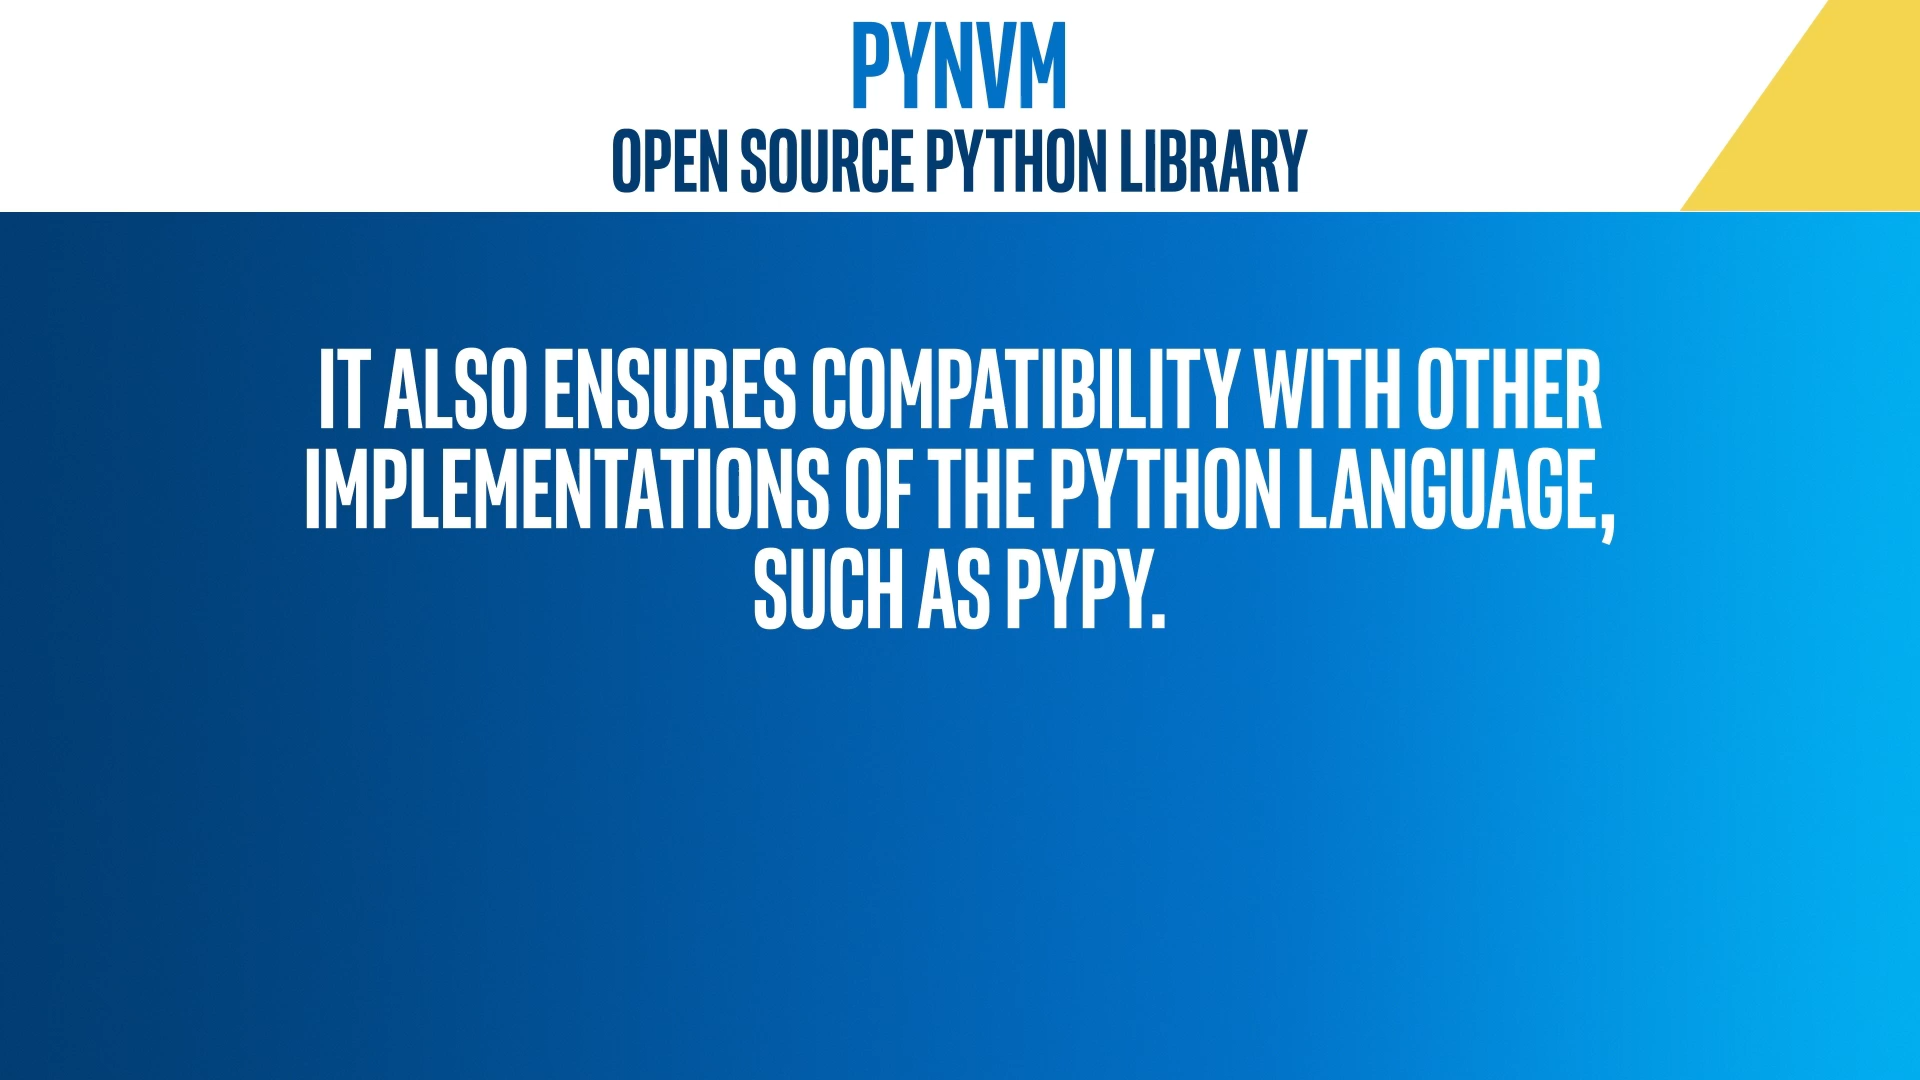 PYNVM
OPEN SOURCE PYTHON LIBRARY
IT ALSO ENSURES COMPATIBILITY WITH OTHER
IMPLEMENTATIONS OF THE PYTHON LANGUAGE,
SUCH AS PYPY.